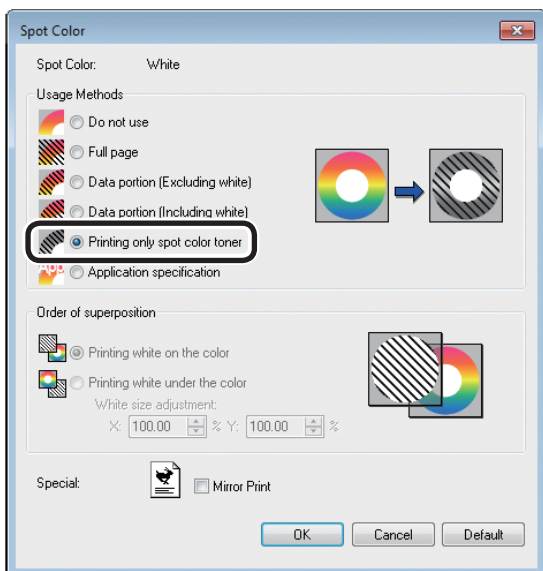 Spot Color
Spot Color: White
Usage Methods
Do not use
Full page
Data portion (Excluding white)
Data portion (Including white)
Printing only spot color toner
App.
Application specification
Order of superposition
Printing white on the color
Printing white under the color
White size adjustment:
X: 100.00 % Y: 100.00 %
Special: Mirror Print
OK Cancel Default